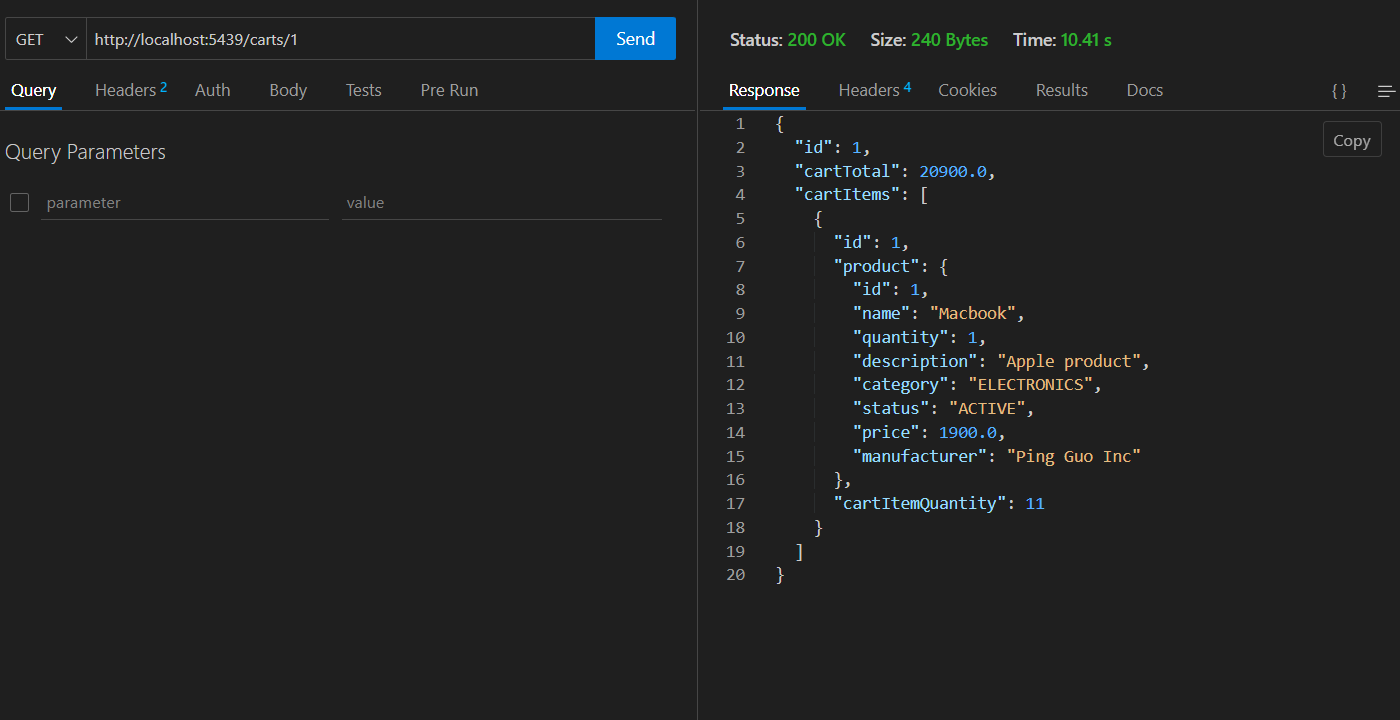 GET http://localhost:5439/carts/1 Send
Query Headers 2 Auth Body Tests Pre Run
Query Parameters
parameter value
Status: 200 OK Size: 240 Bytes Time: 10.41 s
Response Headers 4 Cookies Results Docs { }
Copy
1 {
2 "id": 1,
3 "cartTotal": 20900.0,
4 "cartItems": [
5 {
6 "id": 1,
7 "product": {
8 "id": 1,
9 "name": "Macbook",
10 "quantity": 1,
11 "description": "Apple product",
12 "category": "ELECTRONICS",
13 "status": "ACTIVE",
14 "price": 1900.0,
15 "manufacturer": "Ping Guo Inc"
16 },
17 "cartItemQuantity": 11
18 }
19 ]
20 }